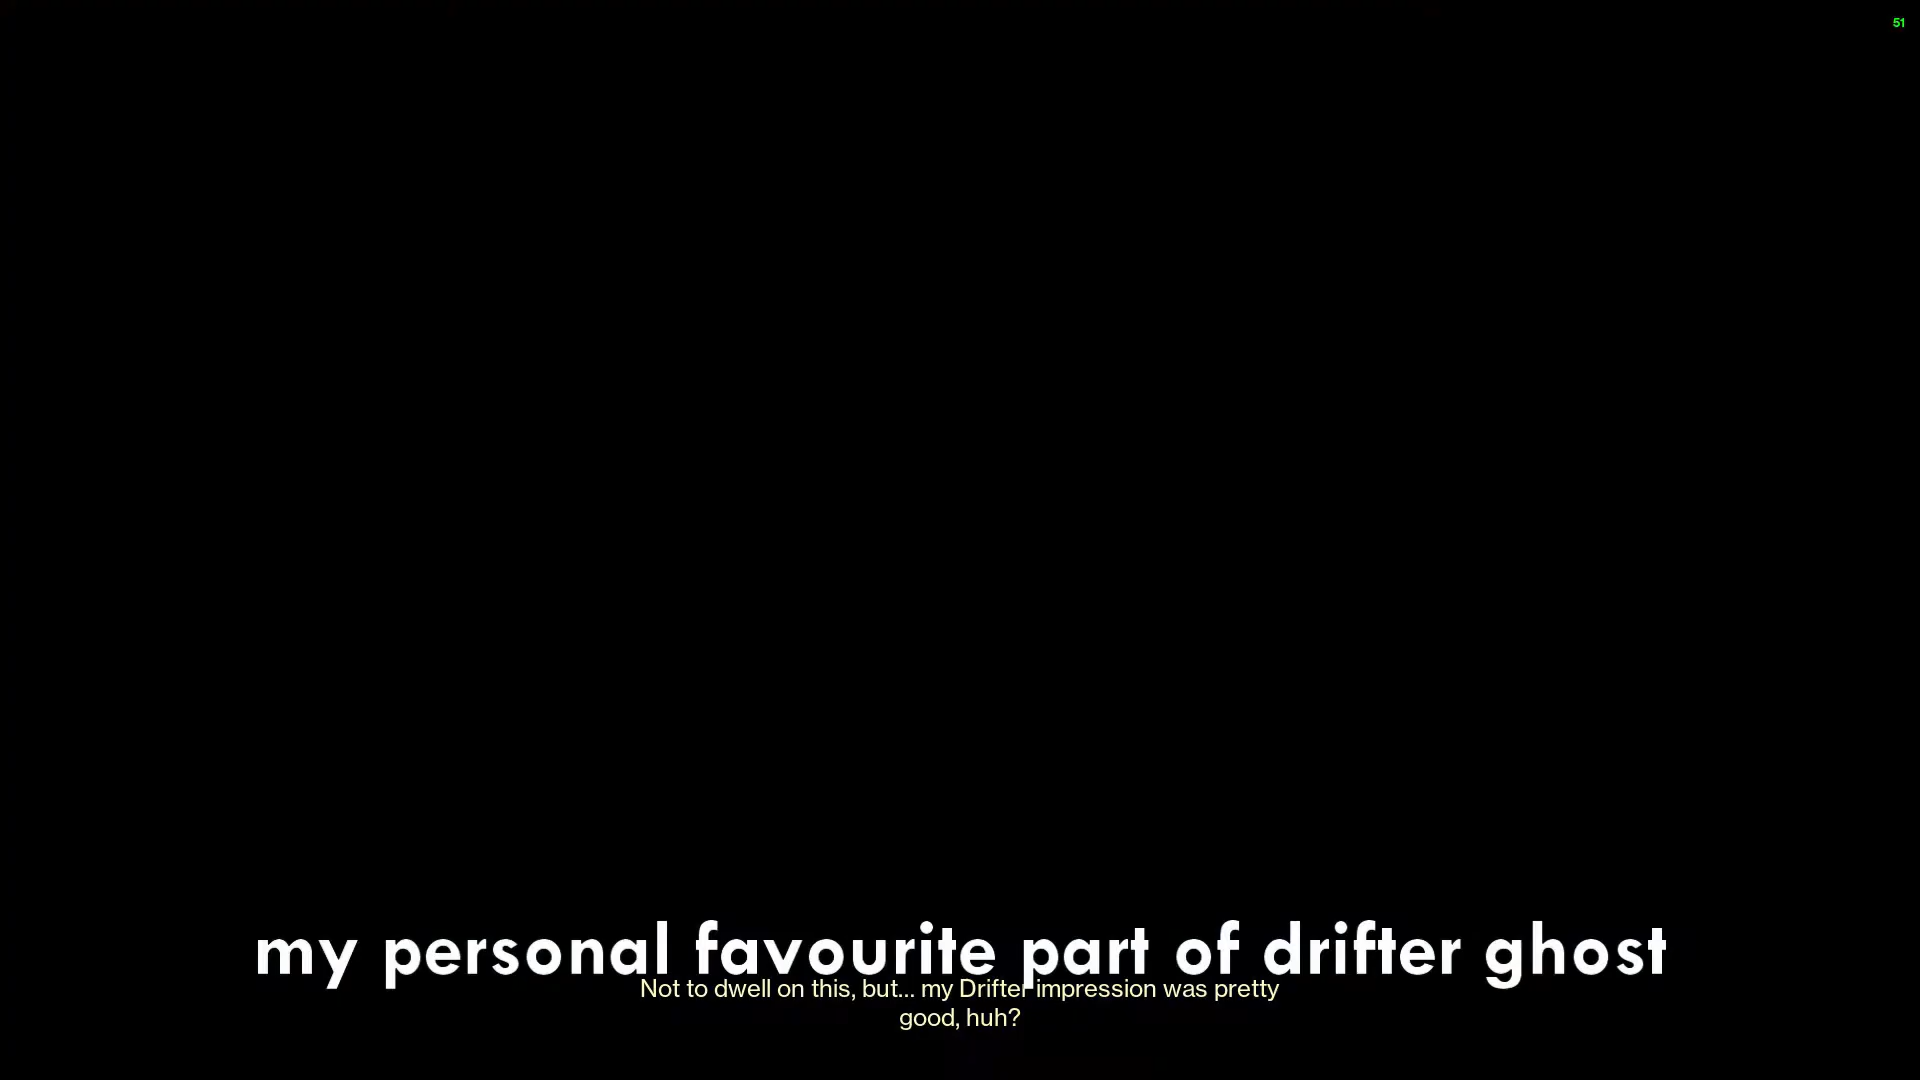 51
my personal favourite part of drifter ghost
Not to dwell on this, but... my Drifter impression was pretty
good, huh?